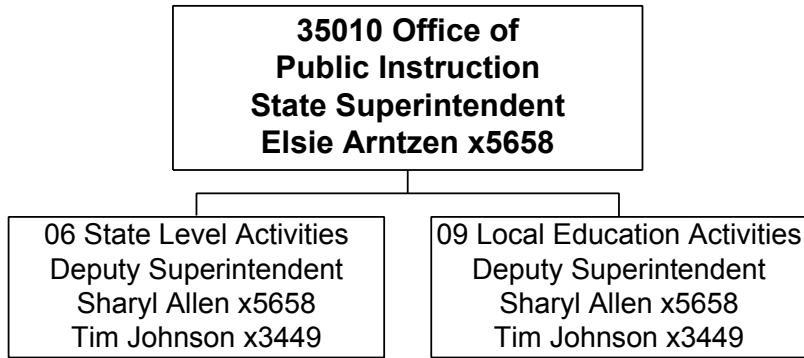 35010 Office of
Public Instruction
State Superintendent
Elsie Arntzen x5658
06 State Level Activities
Deputy Superintendent
Sharyl Allen x5658
Tim Johnson x3449
09 Local Education Activities
Deputy Superintendent
Sharyl Allen x5658
Tim Johnson x3449